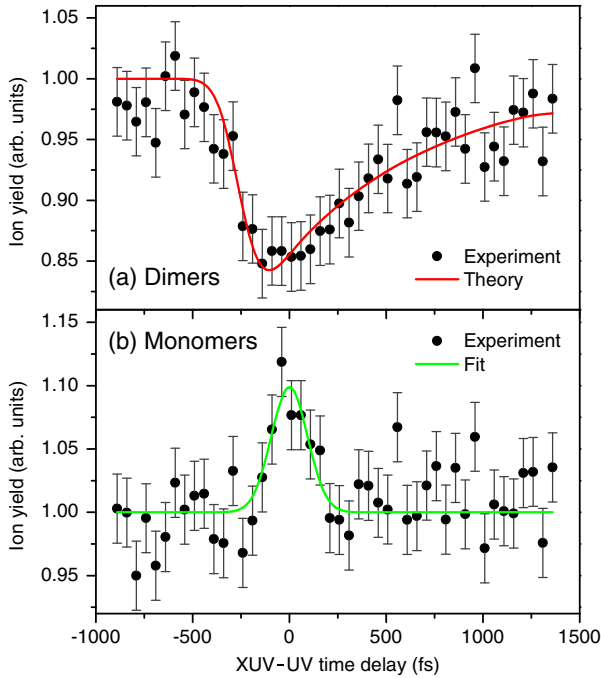 1.05
1.00
0.95
0.90
0.85
Ion yield (arb. units)
(a) Dimers
Experiment
Theory
1.15
1.10
1.05
1.00
0.95
Ion yield (arb. units)
(b) Monomers
Experiment
Fit
-1000 -500 0 500 1000 1500
XUV-UV time delay (fs)